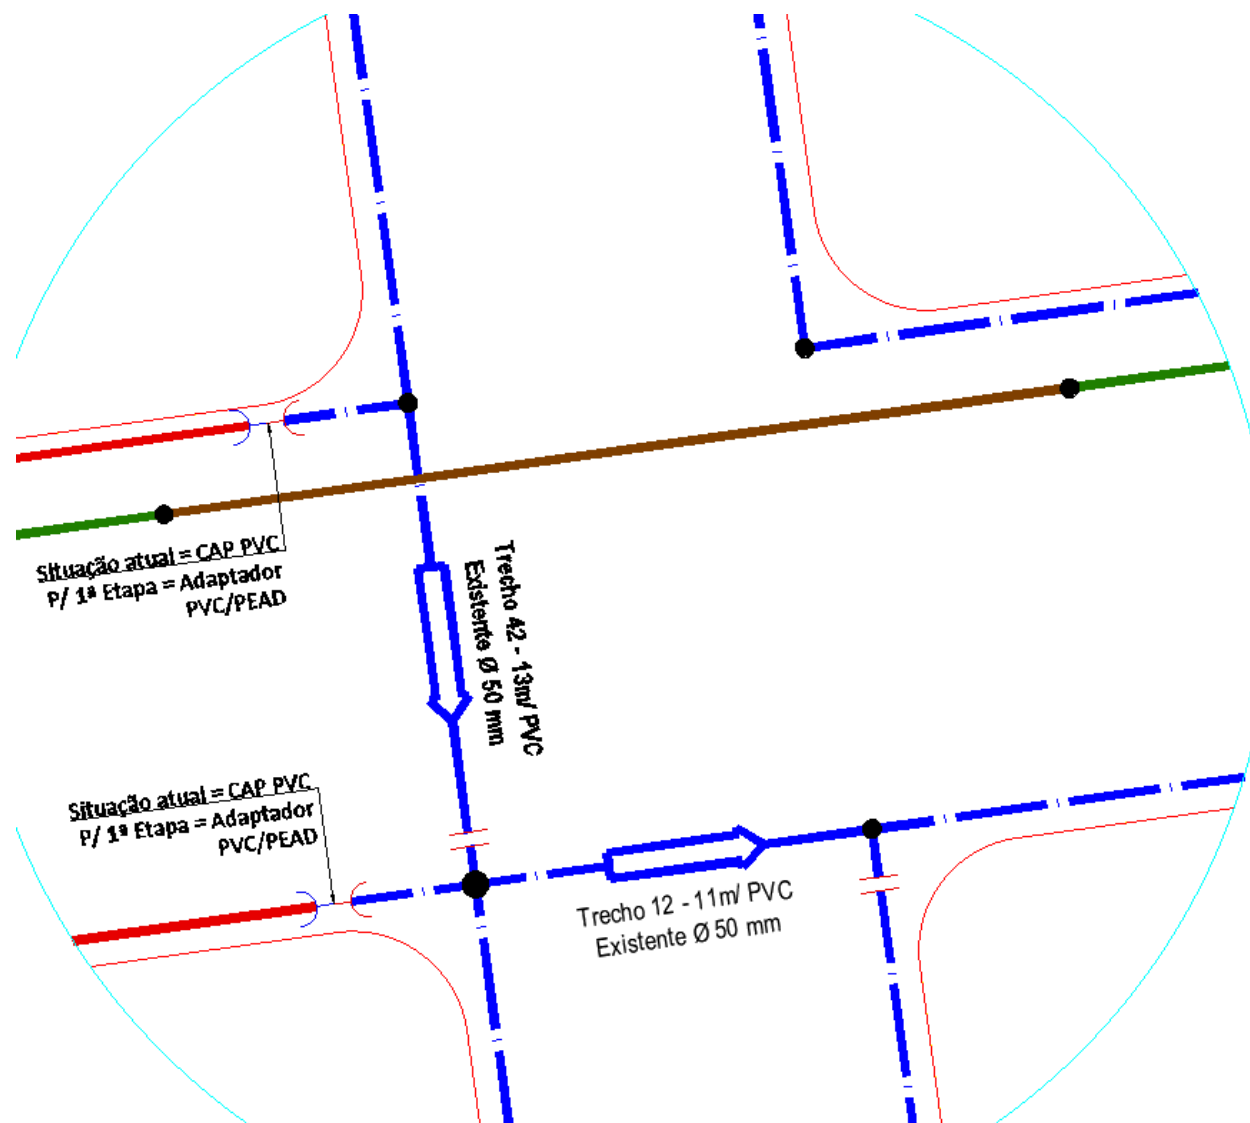 Situação atual = CAP PVC
P/ 1ª Etapa = Adaptador
PVC/PEAD
Trecho 42 - 13m/ PVC
Existente Ø 50 mm
Situação atual = CAP PVC
P/ 1ª Etapa = Adaptador
PVC/PEAD
Trecho 12 - 11m/ PVC
Existente Ø 50 mm